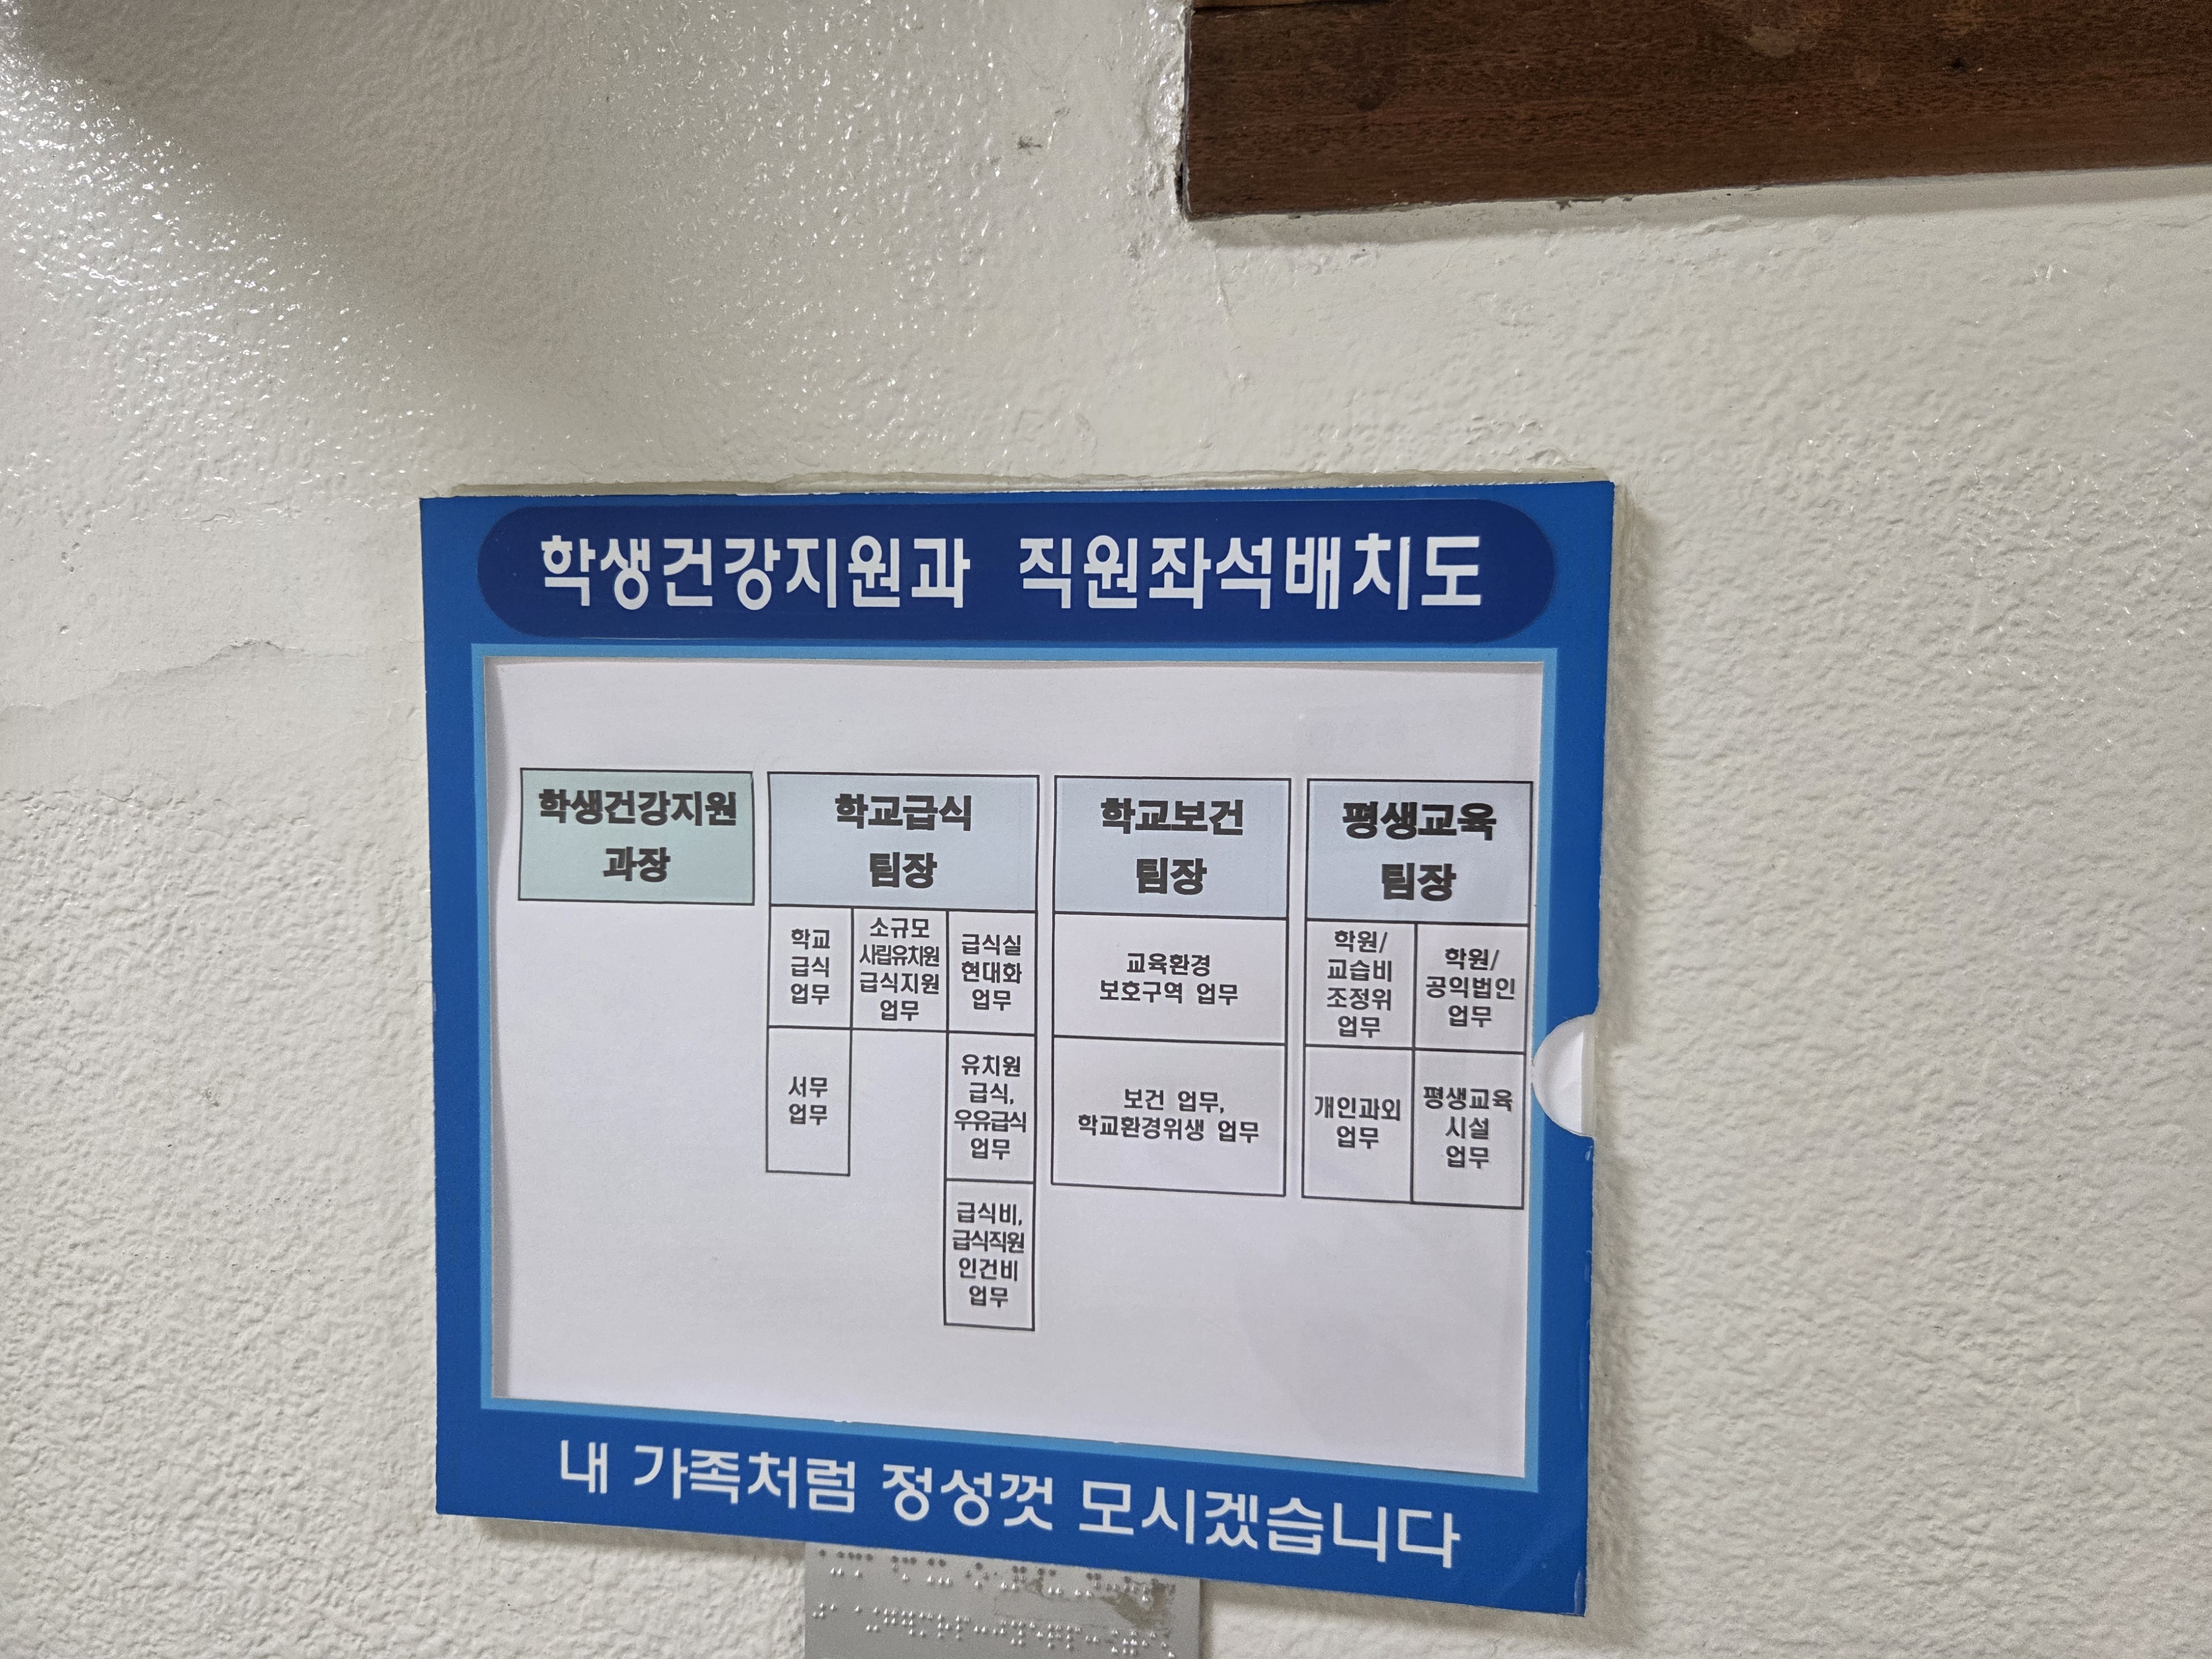 학생건강지원과 직원좌석배치도
학생건강지원
과장
학교급식
팀장
학교
급식
업무
소규모
사립유치원
급식지원
업무
급식실
현대화
업무
서무
업무
유치원
급식,
우유급식
업무
급식비,
급식직원
인건비
업무
학교보건
팀장
교육환경
보호구역 업무
보건 업무,
학교환경위생 업무
평생교육
팀장
학원/
교습비
조정위
업무
학원/
공익법인
업무
개인과외
업무
평생교육
시설
업무
내 가족처럼 정성껏 모시겠습니다